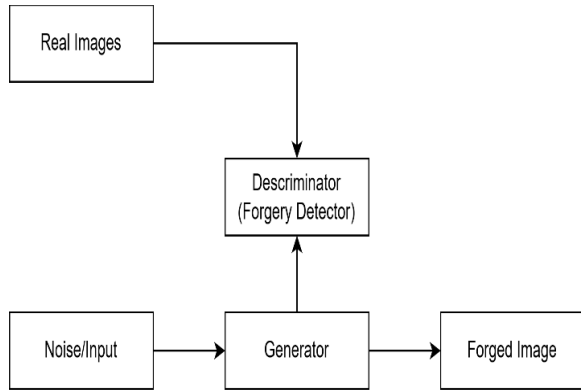 Real Images
Descriminator
(Forgery Detector)
Noise/Input
Generator
Forged Image